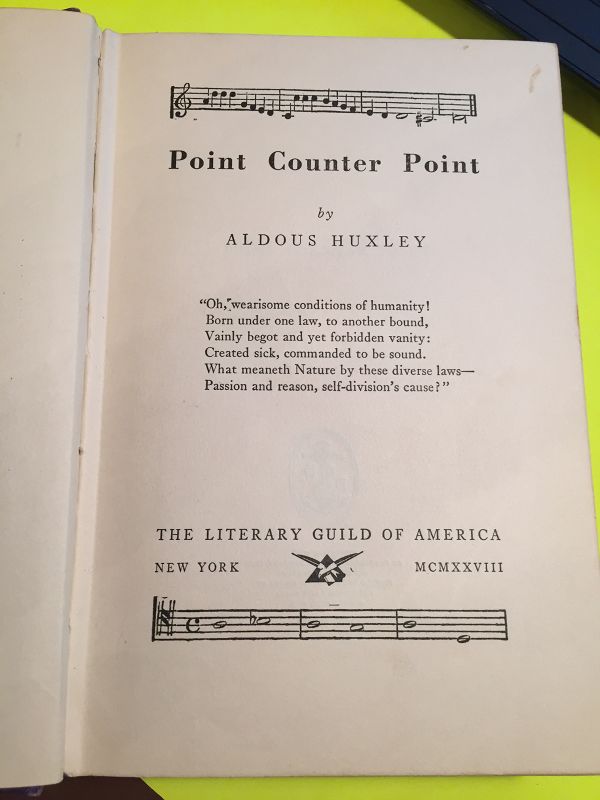 Point Counter Point
by
ALDOUS HUXLEY
“Oh, wearisome conditions of humanity!
Born under one law, to another bound,
Vainly begot and yet forbidden vanity:
Created sick, commanded to be sound.
What meaneth Nature by these diverse laws—
Passion and reason, self-division’s cause?”
THE LITERARY GUILD OF AMERICA
NEW YORK MCMXXVIII